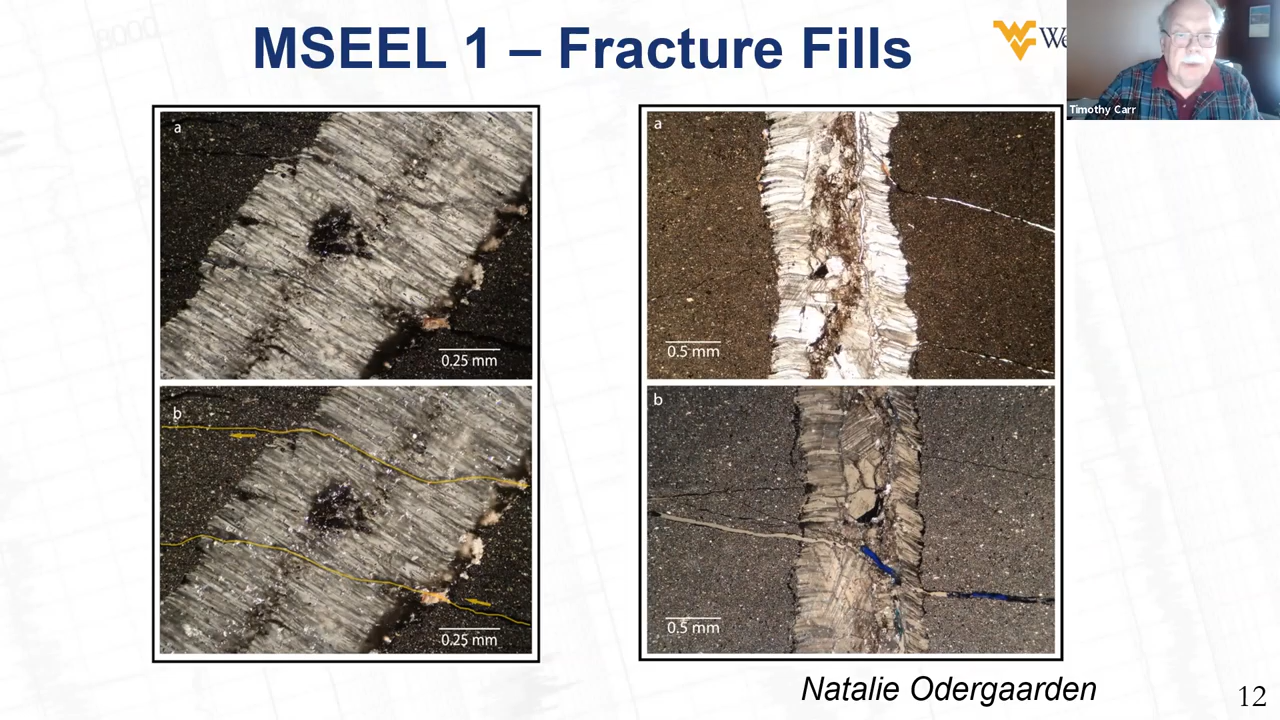 MSEEL 1 – Fracture Fills
We
Timothy Carr
a
0.25 mm
b
0.25 mm
a
0.5 mm
b
0.5 mm
Natalie Odergaarden
12